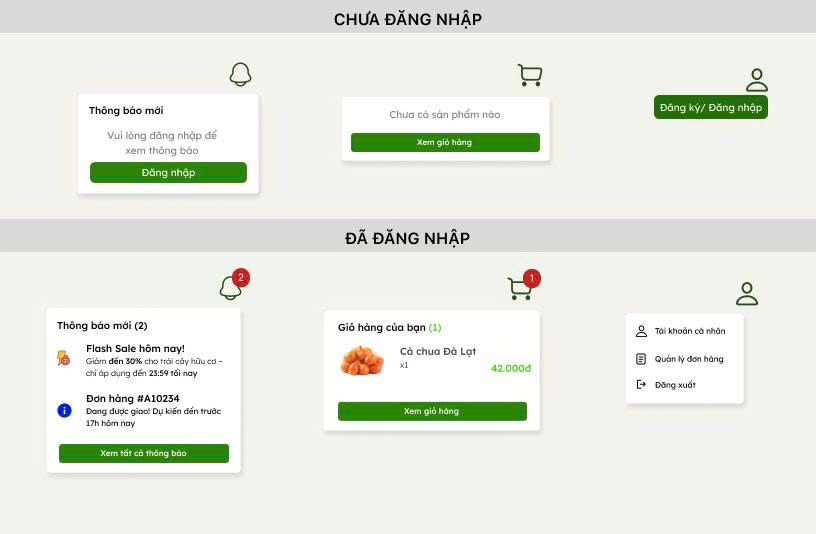 CHƯA ĐĂNG NHẬP
Thông báo mới
Vui lòng đăng nhập để
xem thông báo
Đăng nhập
Chưa có sản phẩm nào
Xem giỏ hàng
Đăng ký/ Đăng nhập
ĐÃ ĐĂNG NHẬP
2
Thông báo mới (2)
Flash Sale hôm nay!
Giảm đến 30% cho trái cây hữu cơ –
chỉ áp dụng đến 23:59 tối nay
Đơn hàng #A10234
Đang được giao! Dự kiến đến trước
17h hôm nay
Xem tất cả thông báo
1
Giỏ hàng của bạn (1)
Cà chua Đà Lạt
x1
42.000đ
Xem giỏ hàng
Tài khoản cá nhân
Quản lý đơn hàng
Đăng xuất